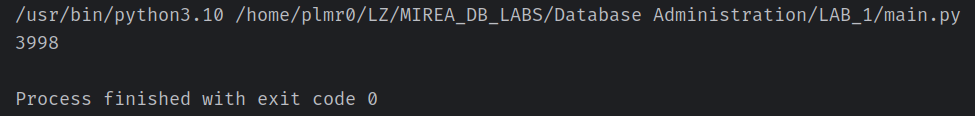 /usr/bin/python3.10 /home/plmr0/LZ/MIREA_DB_LABS/Database Administration/LAB_1/main.py
3998
Process finished with exit code 0